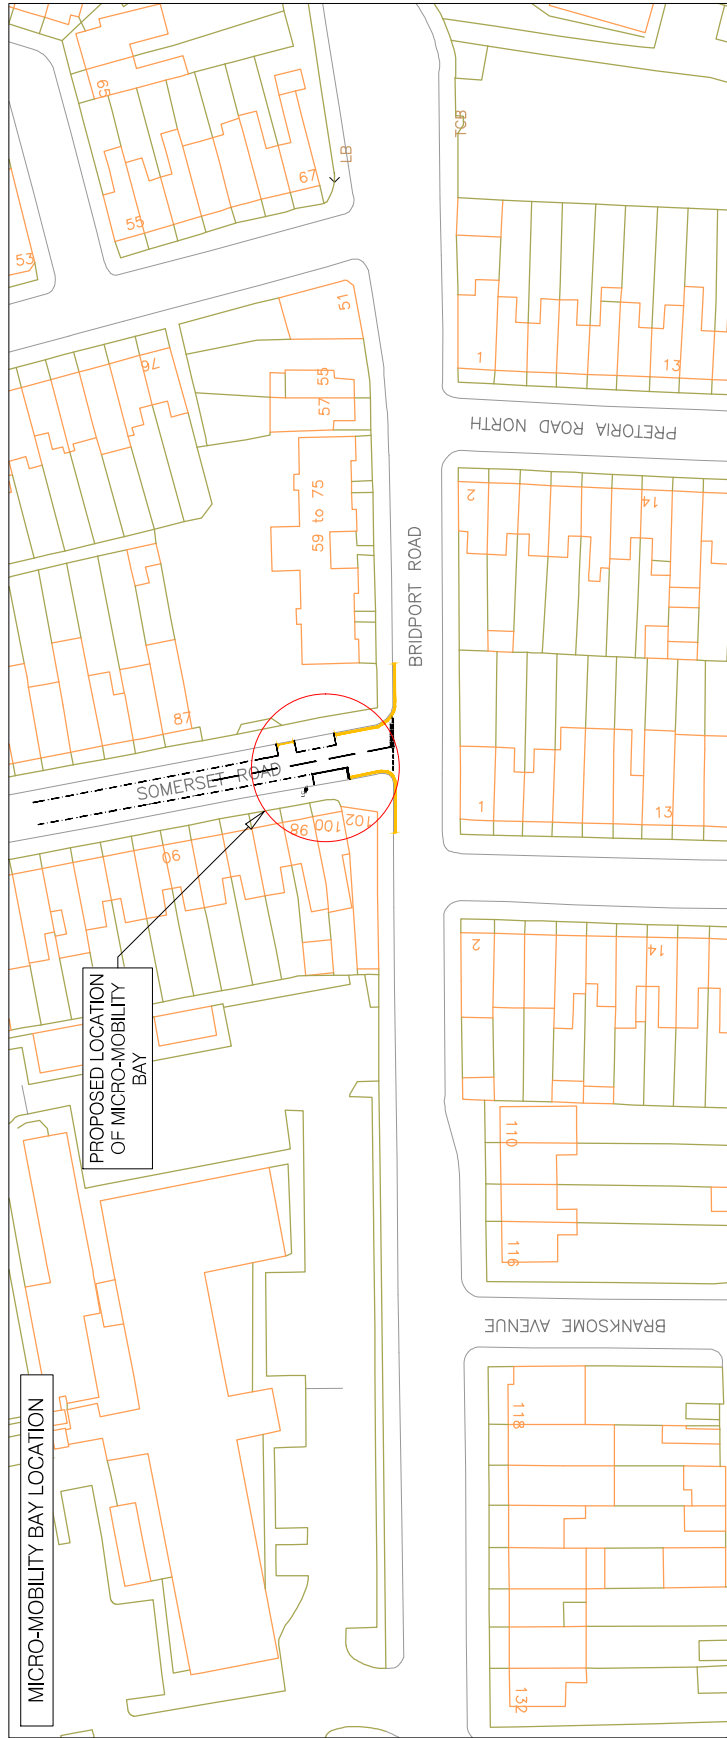 MICRO-MOBILITY BAY LOCATION
PROPOSED LOCATION
OF MICRO-MOBILITY
BAY
SOMERSET ROAD
BRIDPORT ROAD
PRETORIA ROAD NORTH
BRANKSOME AVENUE
LB
TCB
53
65
55
67
51
76
55
57
59 to 75
87
90
98
100
102
1
13
2
14
1
13
2
14
110
116
118
132